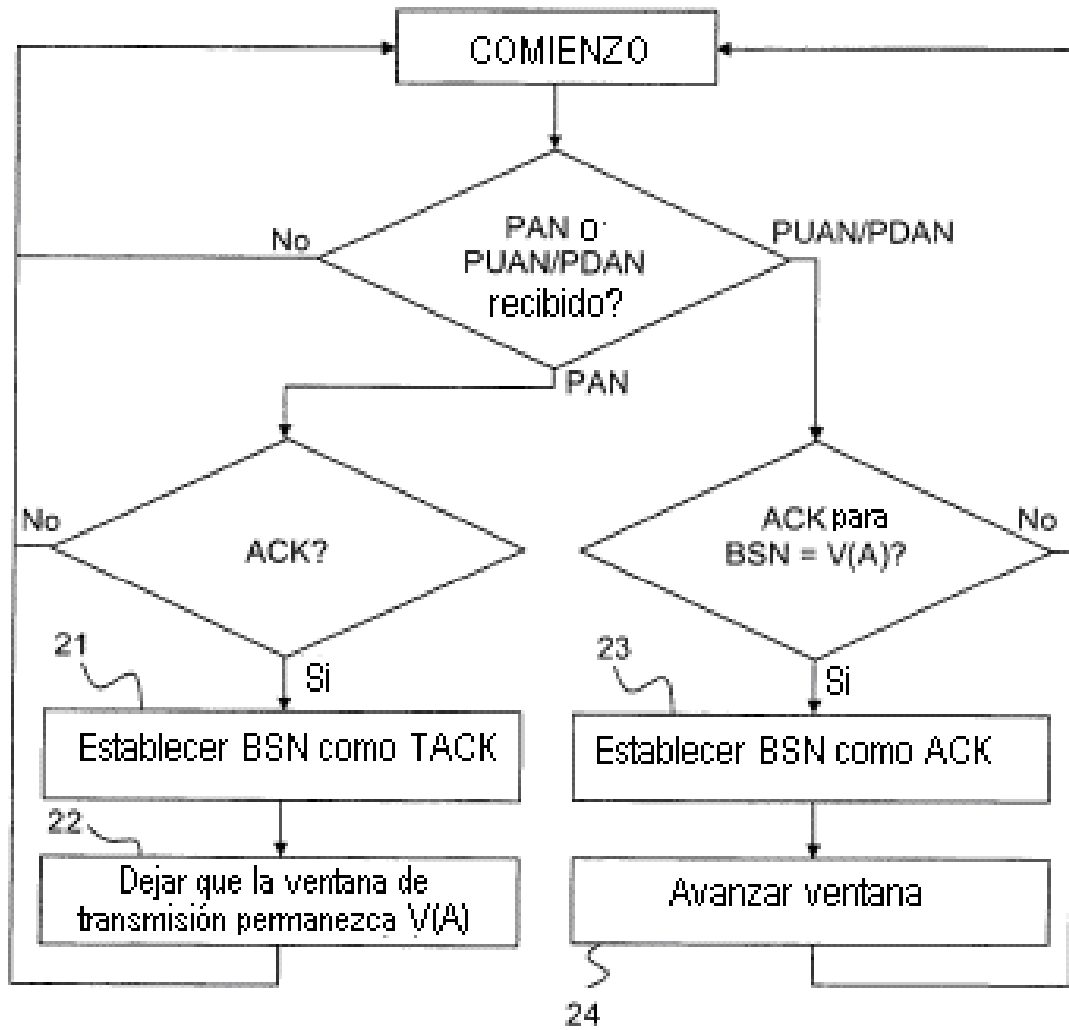 COMIENZO
PAN o
PUAN/PDAN
recibido?
No
PUAN/PDAN
PAN
ACK?
No
ACK para
BSN = V(A)?
No
21
Si
23
Si
Establecer BSN como TACK
Establecer BSN como ACK
22
Dejar que la ventana de
transmisión permanezca V(A)
Avanzar ventana
24